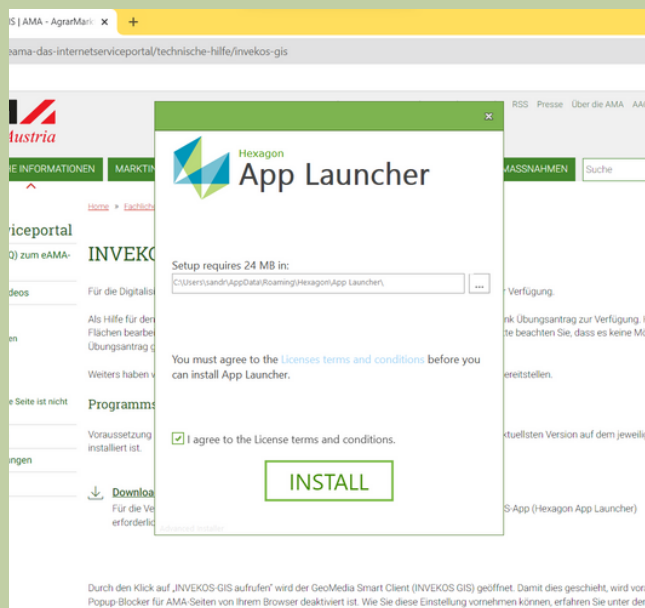 S | AMA - AgrarMark
eama-das-internetserviceportal/technische-hilfe/invekos-gis
RSS Presse Über die AMA
Austria
HE INFORMATIONEN
MARKTIN
MASSNAHMEN
Suche
Home » Fachliche
Hexagon
App Launcher
viceportal
Q) zum eAMA-
deos
en
e Seite ist nicht
ungen
INVEKO
Für die Digitalisi
Verfügung.
Als Hilfe für den
nk Übungsantrag zur Verfügung.
Flächen bearbe
te beachten Sie, dass es keine Mö
Übungsantrag g
Weiters haben v
ereitstellen.
Programms
Voraussetzung
ktuellsten Version auf dem jeweili
installiert ist.
Downloa
Für die Ve
S-App (Hexagon App Launcher)
erforderlic
Setup requires 24 MB in:
C:\Users\sandr\AppData\Roaming\Hexagon\App Launcher\
...
You must agree to the Licenses terms and conditions before you
can install App Launcher.
I agree to the License terms and conditions.
INSTALL
Advanced Installer
Durch den Klick auf „INVEKOS-GIS aufrufen" wird der GeoMedia Smart Client (INVEKOS GIS) geöffnet. Damit dies geschieht, wird vor
Popup-Blocker für AMA-Seiten von Ihrem Browser deaktiviert ist. Wie Sie diese Einstellung vornehmen können, erfahren Sie unter der